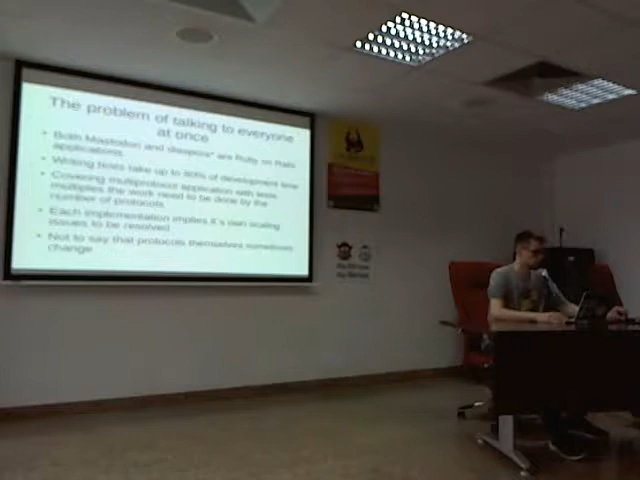 The problem of talking to everyone
at once
• Both Mastodon and diaspora* are Ruby on Rails
applications
• Writing tests take up to 80% of development time
• Covering multiprotocol application with tests
multiplies the work need to be done by the
number of protocols
• Each implementation implies it's own scaling
issues to be resolved
• Not to say that protocols themselves sometimes
change